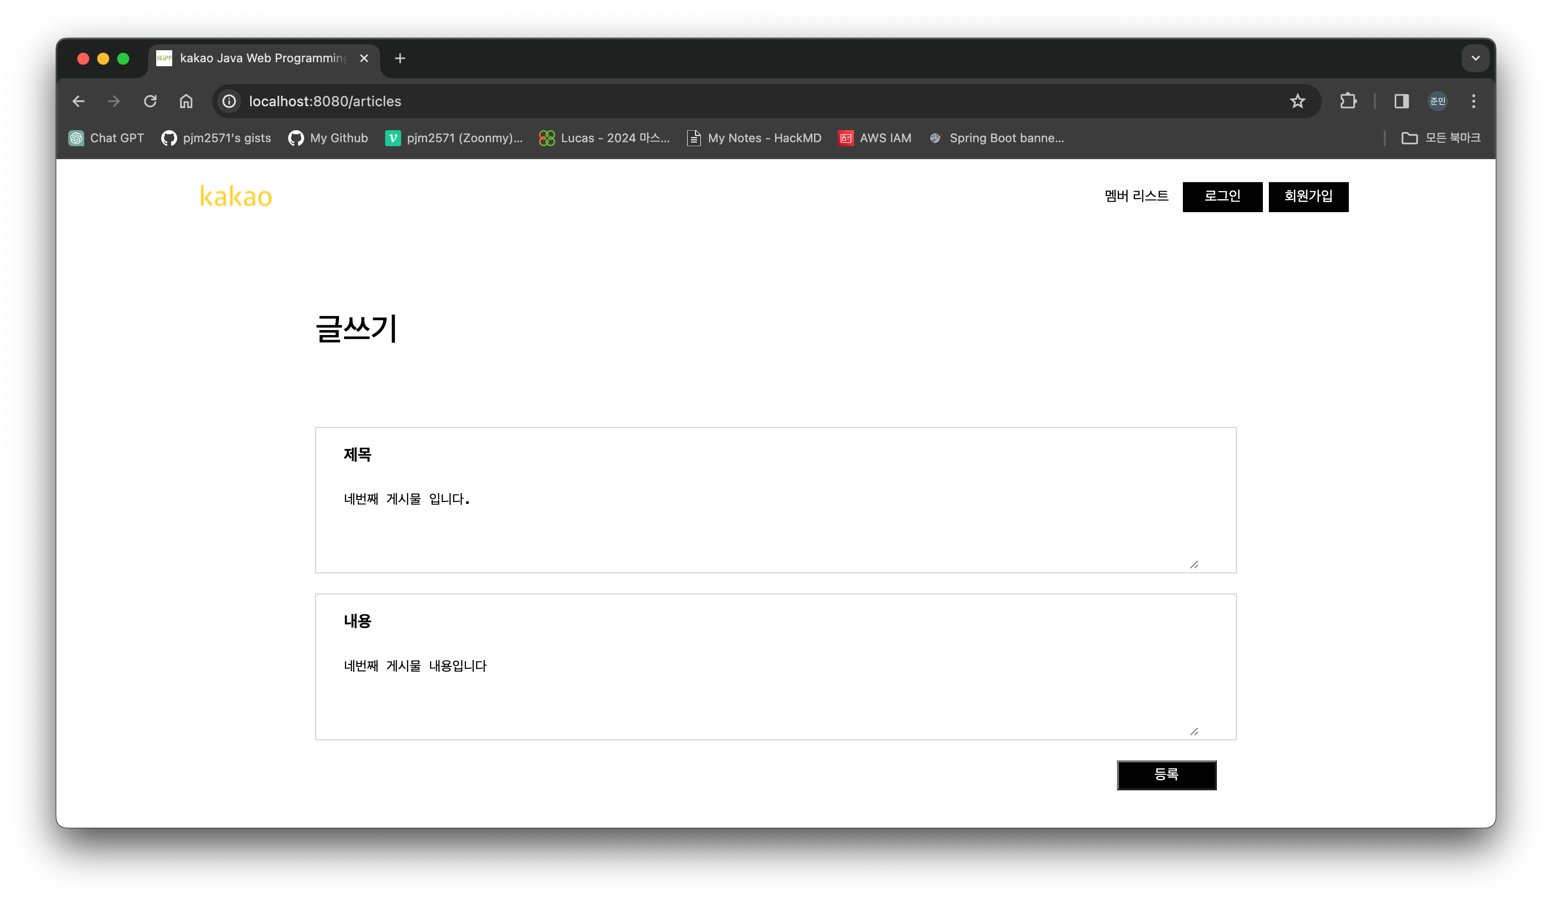 kakao Java Web Programming
localhost:8080/articles
준민
Chat GPT
pjm2571's gists
My Github
pjm2571 (Zoonmy)...
Lucas - 2024 마스...
My Notes - HackMD
AWS IAM
Spring Boot banne...
모든 북마크
kakao
멤버 리스트
로그인
회원가입
글쓰기
제목
네번째 게시물 입니다.
내용
네번째 게시물 내용입니다
등록